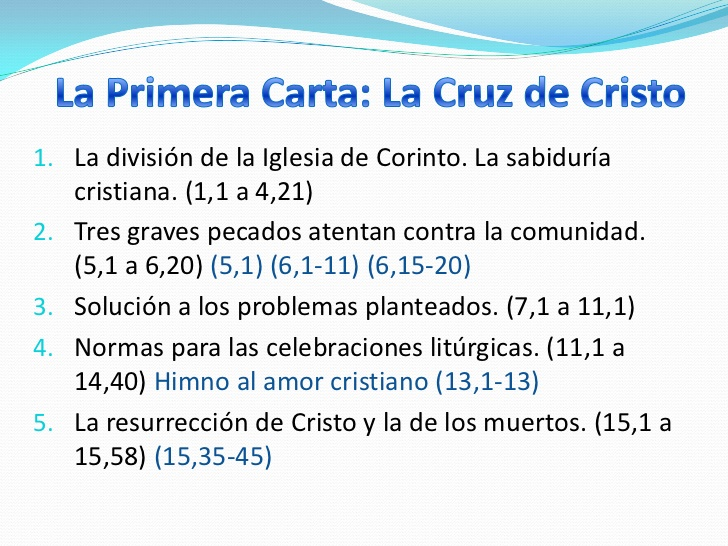 La Primera Carta: La Cruz de Cristo
1. La división de la Iglesia de Corinto. La sabiduría
cristiana. (1,1 a 4,21)
2. Tres graves pecados atentan contra la comunidad.
(5,1 a 6,20) (5,1) (6,1-11) (6,15-20)
3. Solución a los problemas planteados. (7,1 a 11,1)
4. Normas para las celebraciones litúrgicas. (11,1 a
14,40) Himno al amor cristiano (13,1-13)
5. La resurrección de Cristo y la de los muertos. (15,1 a
15,58) (15,35-45)